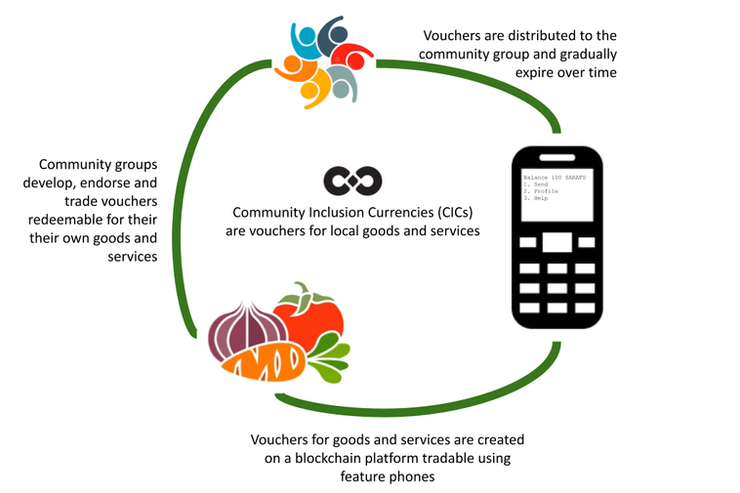 Vouchers are distributed to the
community group and gradually
expire over time
Community groups
develop, endorse and
trade vouchers
redeemable for their
their own goods and
services
Community Inclusion Currencies (CICs)
are vouchers for local goods and services
Balance 100 SARAFU
1. Send
2. Profile
3. Help
Vouchers for goods and services are created
on a blockchain platform tradable using
feature phones